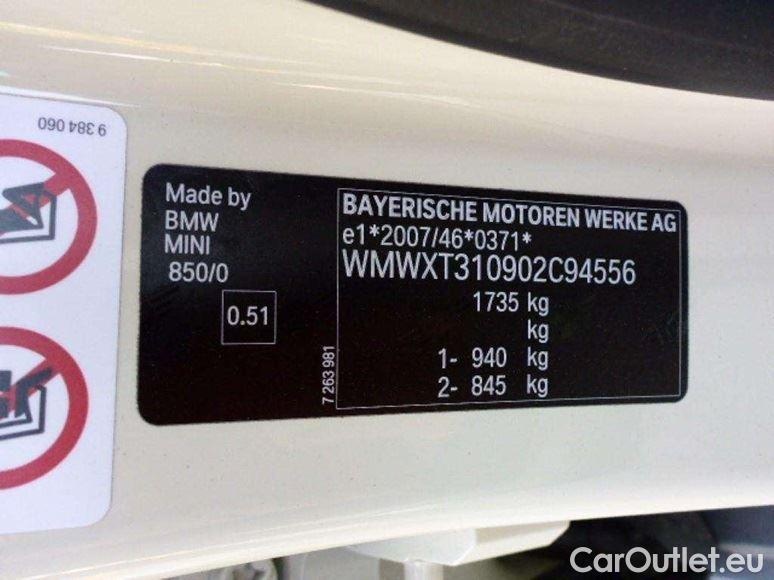 9 384 060
Made by
BMW
MINI
850/0
0.51
7 263 981
BAYERISCHE MOTOREN WERKE AG
e1*2007/46*0371*
WMWXT310902C94556
1735 kg
kg
1- 940 kg
2- 845 kg
CarOutlet.eu